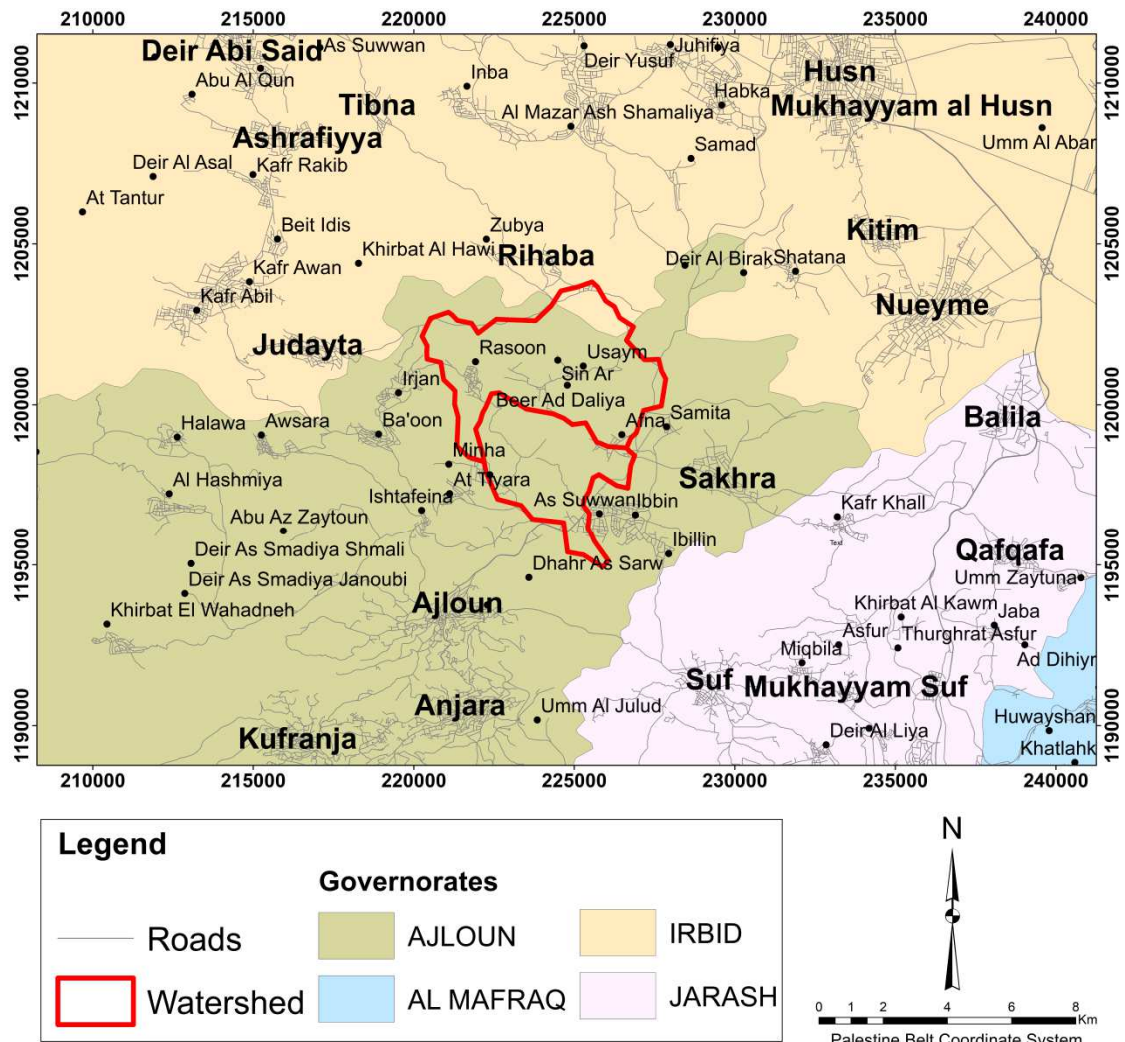 210000 215000 220000 225000 230000 235000 240000
1210000
1205000
1200000
1195000
1190000
1210000
1205000
1200000
1195000
1190000
Deir Abi Said
As Suwwan
Deir Yusuf
Juhifiya
Husn
Abu Al Qun
Inba
Habka
Tibna
Mukhayyam al Husn
Al Mazar Ash Shamaliya
Ashrafiyya
Umm Al Abar
Samad
Deir Al Asal
Kafr Rakib
At Tantur
Beit Idis
Zubya
Kitim
Khirbat Al Hawi
Rihaba
Deir Al Birak
Shatana
Kafr Awan
Kafr Abil
Nueyme
Judayta
Rasoon
Usaym
Sin Ar
Irjan
Beer Ad Daliya
Balila
Halawa
Awsara
Ba'oon
Afna
Samita
Minha
At Tiyara
Sakhra
Al Hashmiya
Ishtafeina
As Suwwan
Ibbin
Kafr Khall
Abu Az Zaytoun
Text
Ibillin
Deir As Smadiya Shmali
Dhahr As Sarw
Qafqafa
Deir As Smadiya Janoubi
Umm Zaytuna
Khirbat El Wahadneh
Ajloun
Khirbat Al Kawm
Jaba
Asfur
Thurghrat Asfur
Miqbila
Ad Dihiyr
Suf
Mukhayyam Suf
Anjara
Umm Al Julud
Huwayshan
Kufranja
Deir Al Liya
Khatlahk
210000 215000 220000 225000 230000 235000 240000
Legend
Governorates
Roads
AJLOUN
IRBID
Watershed
AL MAFRAQ
JARASH
N
0 1 2 4 6 8
Km
Palestine Belt Coordinate System